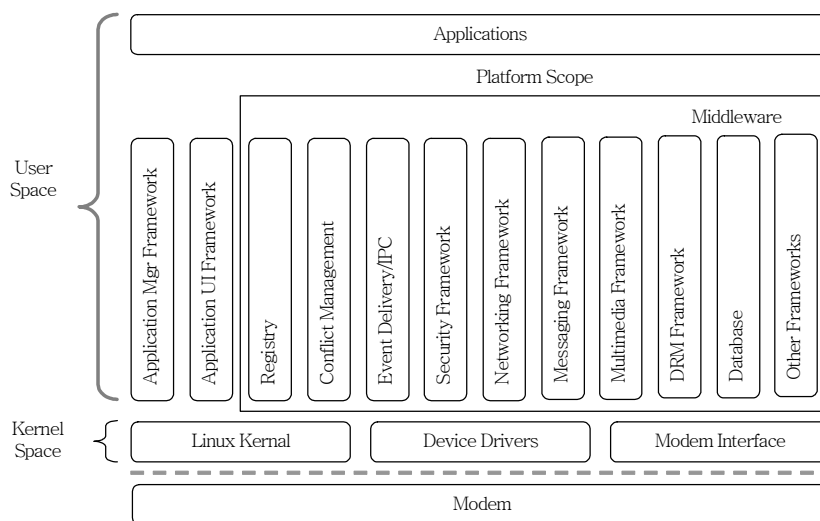 Applications
Platform Scope
Middleware
User
Space
Application Mgr Framework
Application UI Framework
Registry
Conflict Management
Event Delivery/IPC
Security Framework
Networking Framework
Messaging Framework
Multimedia Framework
DRM Framework
Database
Other Frameworks
Kernel
Space
Linux Kernal
Device Drivers
Modem Interface
Modem